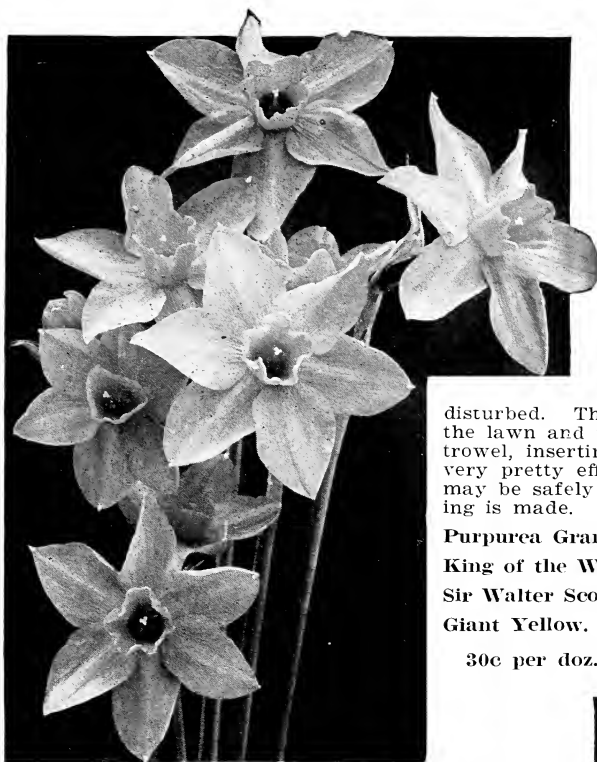 disturbed. Th
the lawn and
trowel, insertin
very pretty eff
may be safely
ing is made.
Purpurea Gran
King of the W
Sir Walter Sco
Giant Yellow.
30c per doz.